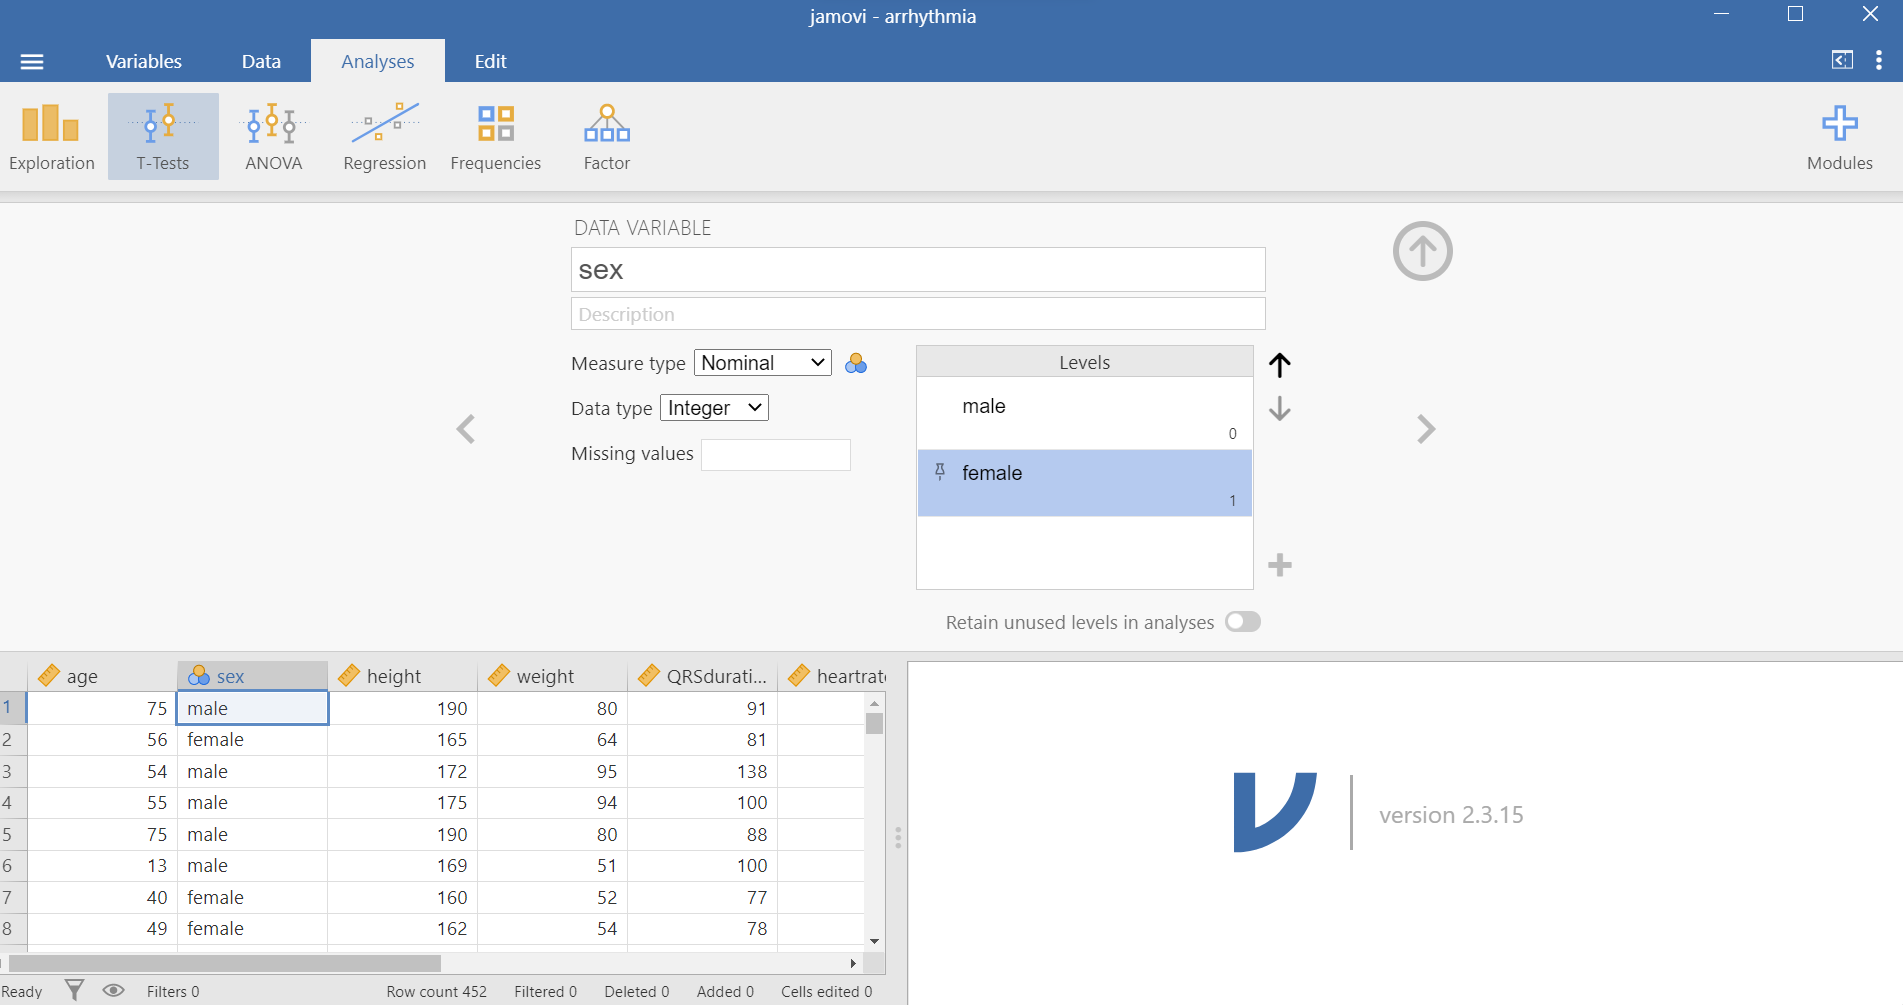 jamovi - arrhythmia
Variables Data Analyses Edit
Exploration T-Tests ANOVA Regression Frequencies Factor Modules
DATA VARIABLE
sex
Description
Measure type Nominal
Data type Integer
Missing values
Levels
male
0
female
1
Retain unused levels in analyses
age sex height weight QRSdurati... heartrat
1 75 male 190 80 91
2 56 female 165 64 81
3 54 male 172 95 138
4 55 male 175 94 100
5 75 male 190 80 88
6 13 male 169 51 100
7 40 female 160 52 77
8 49 female 162 54 78
version 2.3.15
Ready Filters 0 Row count 452 Filtered 0 Deleted 0 Added 0 Cells edited 0